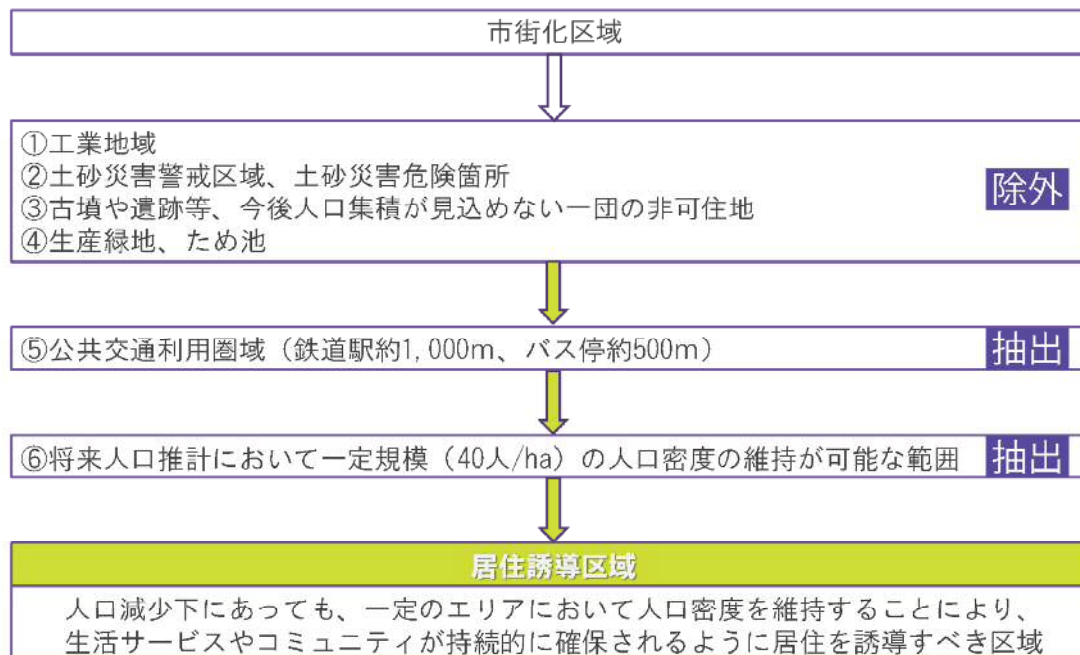 市街化区域
①工業地域
②土砂災害警戒区域、土砂災害危険箇所
③古墳や遺跡等、今後人口集積が見込めない一団の非可住地
④生産緑地、ため池
除外
⑤公共交通利用圏域（鉄道駅約1,000m、バス停約500m）
抽出
⑥将来人口推計において一定規模（40人/ha）の人口密度の維持が可能な範囲
抽出
居住誘導区域
人口減少下にあっても、一定のエリアにおいて人口密度を維持することにより、
生活サービスやコミュニティが持続的に確保されるように居住を誘導すべき区域